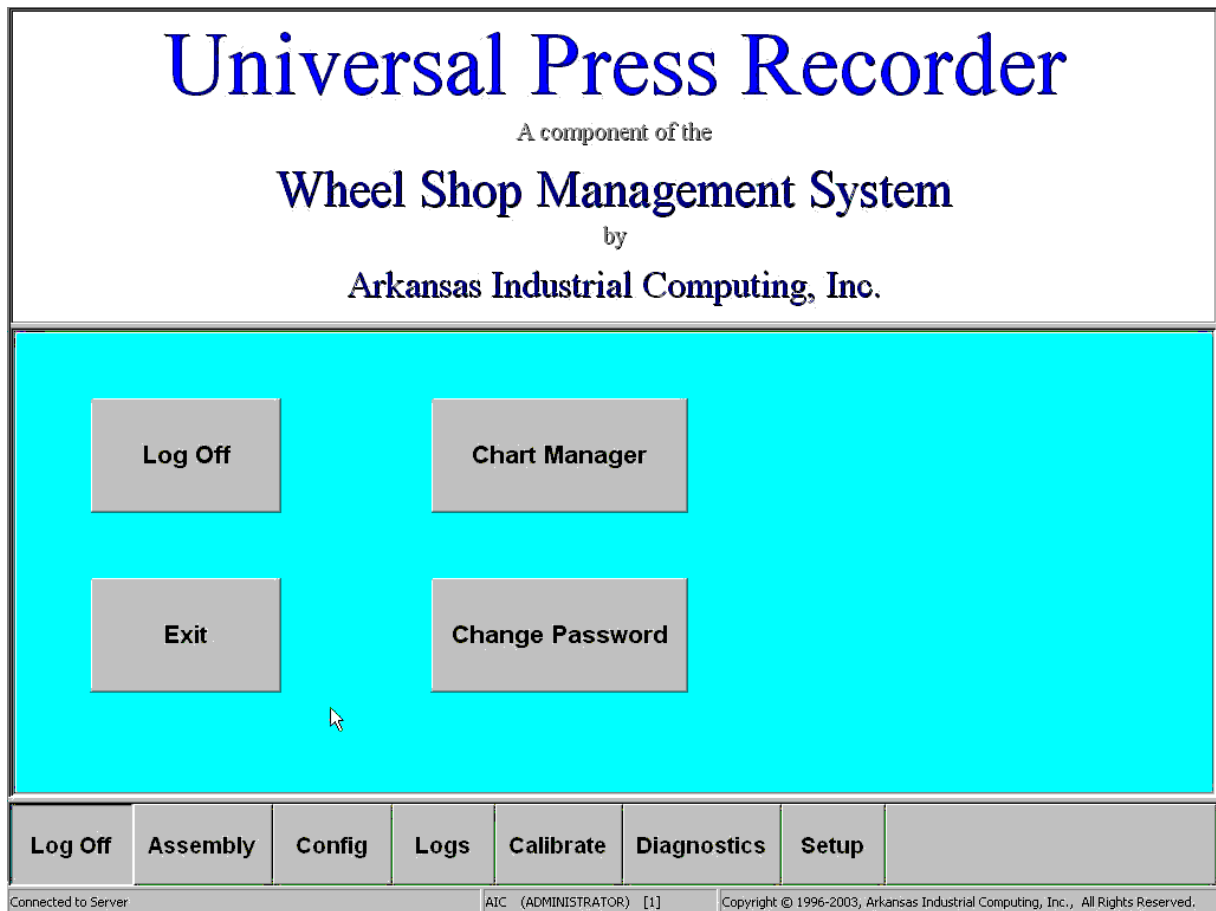 Universal Press Recorder
A component of the
Wheel Shop Management System
by
Arkansas Industrial Computing, Inc.
Log Off
Chart Manager
Exit
Change Password
Log Off
Assembly
Config
Logs
Calibrate
Diagnostics
Setup
Connected to Server
AIC (ADMINISTRATOR) [1]
Copyright © 1996-2003, Arkansas Industrial Computing, Inc., All Rights Reserved.